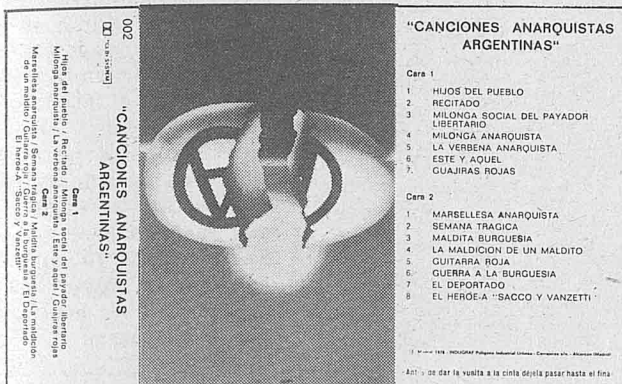 "CANCIONES ANARQUISTAS
ARGENTINAS"
Cara 1
1 HIJOS DEL PUEBLO
2 RECITADO
3 MILONGA SOCIAL DEL PAYADOR
LIBERTARIO
4 MILONGA ANARQUISTA
5 LA VERBENA ANARQUISTA
6. ESTE Y AQUEL
7. GUAJIRAS ROJAS
Cara 2
1 MARSELLESA ANARQUISTA
2 SEMANA TRAGICA
3 MALDITA BURGUESIA
4 LA MALDICION DE UN MALDITO
5 GUITARRA ROJA
6 GUERRA A LA BURGUESIA
7 EL DEPORTADO
8 EL HEROE-A "SACCO Y VANZETTI"
1978 - INDUGRAF Polígono Industrial Urtinsa
de dar la vuelta a la cinta déjela pasar hasta el fina
002
"CANCIONES ANARQUISTAS
ARGENTINAS"
Cara 1
Hijos del pueblo / Recitado / Milonga social del payador libertario
Milonga anarquista / La verbena anarquista / Este y aquel / Guajiras rojas
Cara 2
Marsellesa anarquista / Semana trágica / Maldita burguesia / La maldición
de un maldito / Guitarra roja / Guerra a la burguesia / El Deportado
El heroe-A "Sacco y Vanzetti"